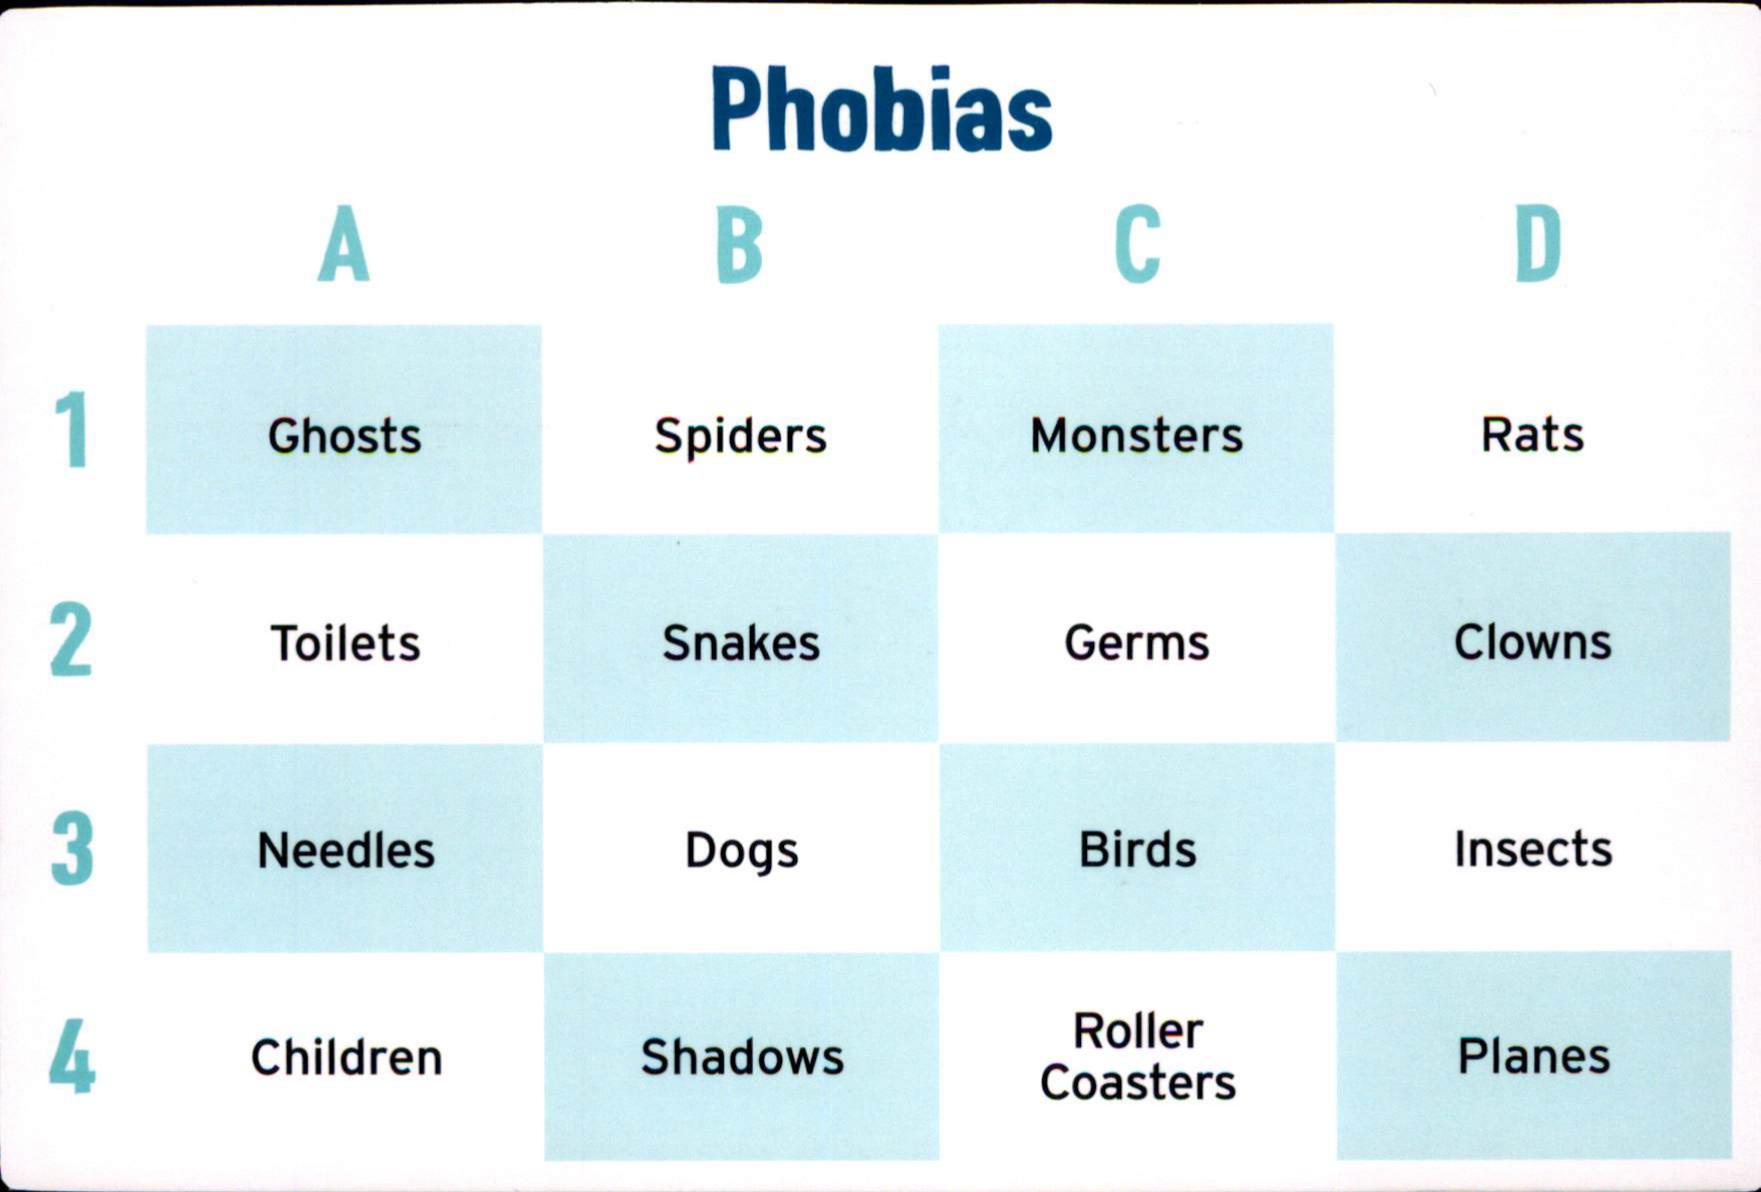 Phobias
A B C D
1 Ghosts Spiders Monsters Rats
2 Toilets Snakes Germs Clowns
3 Needles Dogs Birds Insects
4 Children Shadows Roller Coasters Planes